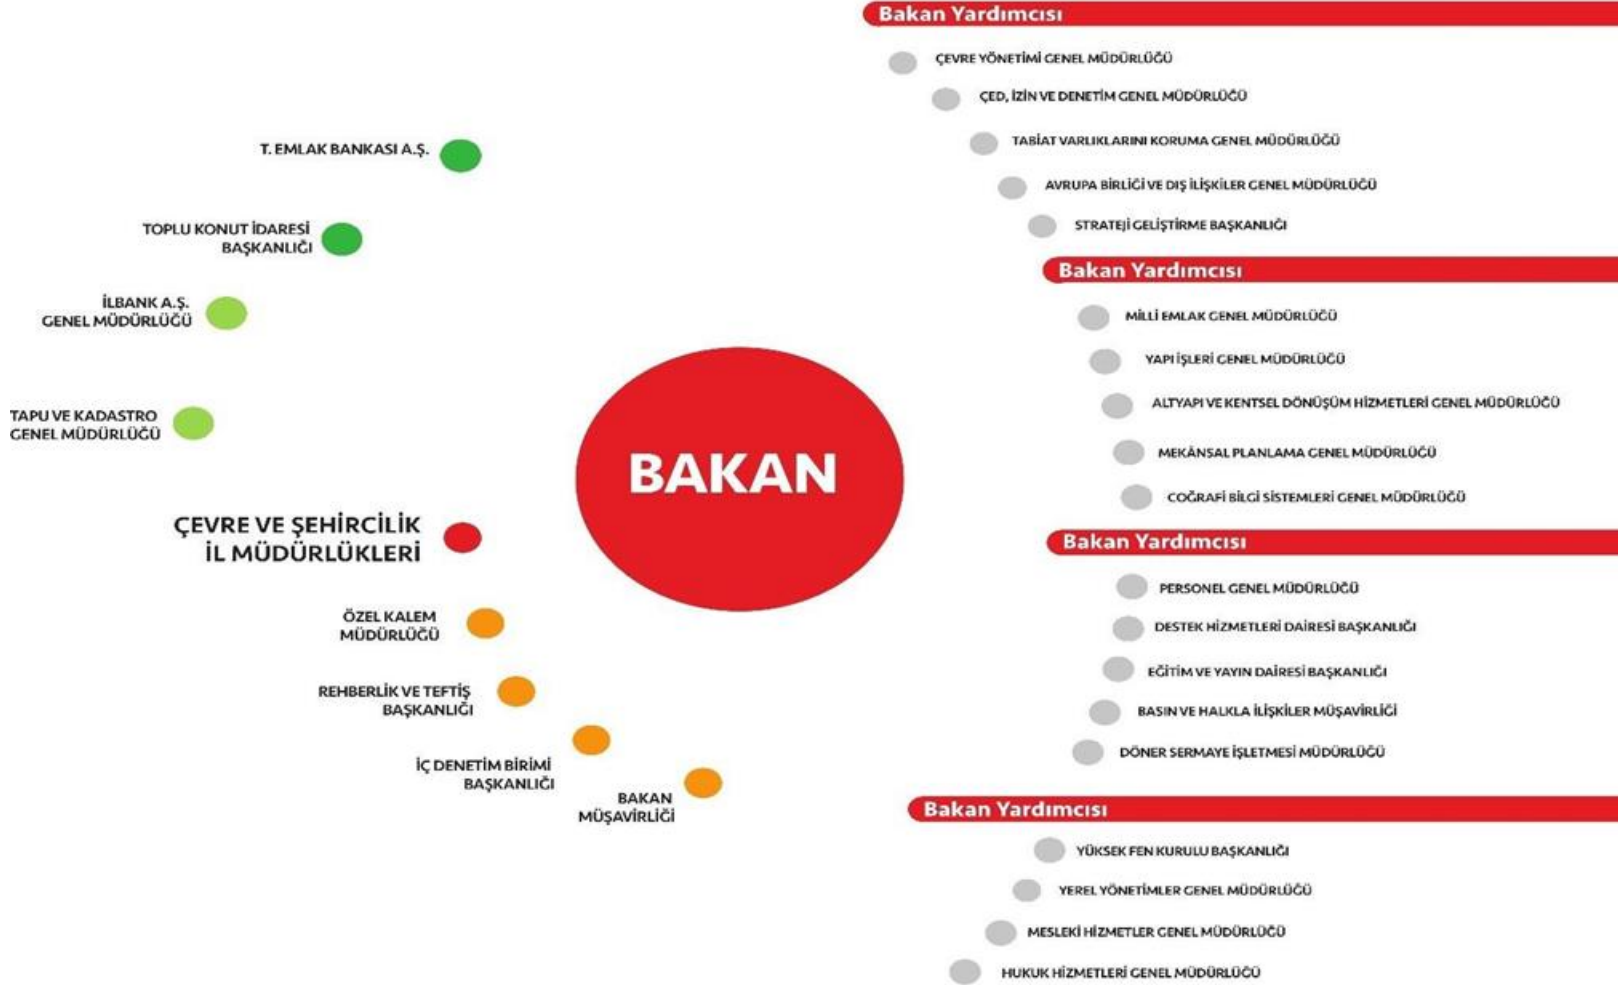 T. EMLAK BANKASI A.Ş.
TOPLU KONUT İDARESİ
BAŞKANLIĞI
İLBANK A.Ş.
GENEL MÜDÜRLÜĞÜ
TAPU VE KADASTRO
GENEL MÜDÜRLÜĞÜ
ÇEVRE VE ŞEHİRCİLİK
İL MÜDÜRLÜKLERİ
ÖZEL KALEM
MÜDÜRLÜĞÜ
REHBERLİK VE TEFTİŞ
BAŞKANLIĞI
İÇ DENETİM BİRİMİ
BAŞKANLIĞI
BAKAN
MÜŞAVİRLİĞİ
BAKAN
Bakan Yardımcısı
ÇEVRE YÖNETİMİ GENEL MÜDÜRLÜĞÜ
ÇED, İZİN VE DENETİM GENEL MÜDÜRLÜĞÜ
TABİAT VARLIKLARINI KORUMA GENEL MÜDÜRLÜĞÜ
AVRUPA BİRLİĞİ VE DIŞ İLİŞKİLER GENEL MÜDÜRLÜĞÜ
STRATEJİ GELİŞTİRME BAŞKANLIĞI
Bakan Yardımcısı
MİLLİ EMLAK GENEL MÜDÜRLÜĞÜ
YAPI İŞLERİ GENEL MÜDÜRLÜĞÜ
ALTYAPI VE KENTSEL DÖNÜŞÜM HİZMETLERİ GENEL MÜDÜRLÜĞÜ
MEKÂNSAL PLANLAMA GENEL MÜDÜRLÜĞÜ
COĞRAFİ BİLGİ SİSTEMLERİ GENEL MÜDÜRLÜĞÜ
Bakan Yardımcısı
PERSONEL GENEL MÜDÜRLÜĞÜ
DESTEK HİZMETLERİ DAİRESİ BAŞKANLIĞI
EĞİTİM VE YAYIN DAİRESİ BAŞKANLIĞI
BASIN VE HALKLA İLİŞKİLER MÜŞAVİRLİĞİ
DÖNER SERMAYE İŞLETMESİ MÜDÜRLÜĞÜ
Bakan Yardımcısı
YÜKSEK FEN KURULU BAŞKANLIĞI
YEREL YÖNETİMLER GENEL MÜDÜRLÜĞÜ
MESLEKİ HİZMETLER GENEL MÜDÜRLÜĞÜ
HUKUK HİZMETLERİ GENEL MÜDÜRLÜĞÜ